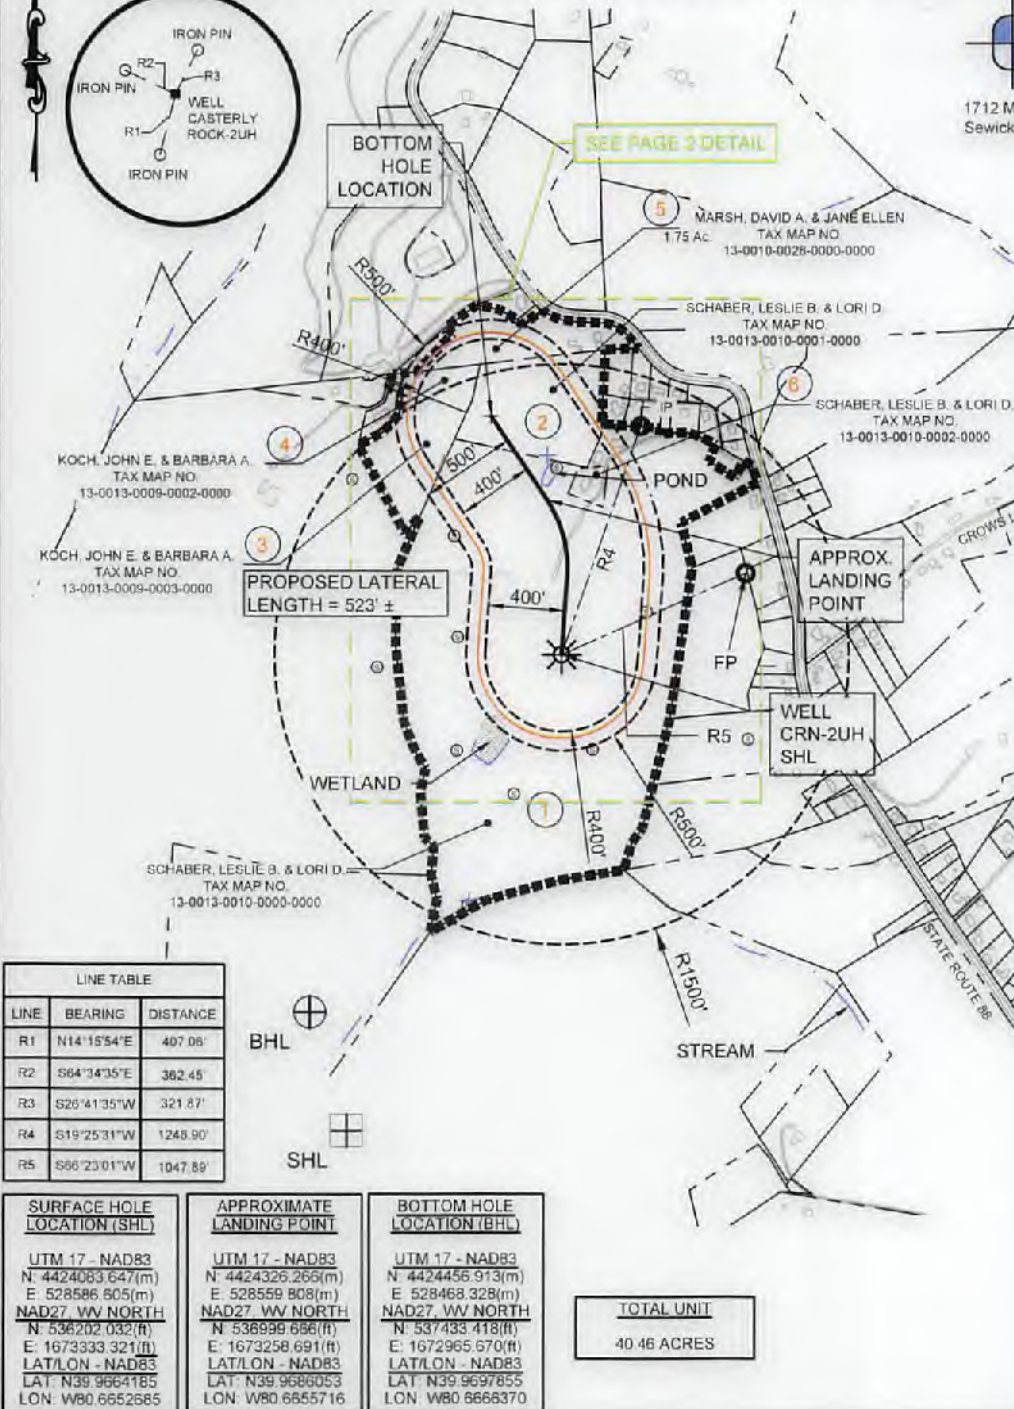 IRON PIN
R2
R3
IRON PIN
WELL
CASTERLY
ROCK-2UH
R1
IRON PIN
1712 M
Sewick
BOTTOM
HOLE
LOCATION
SEE PAGE 2 DETAIL
5
MARSH, DAVID A. & JANE ELLEN
1.75 Ac.
TAX MAP NO.
13-0010-0028-0000-0000
R500'
R400'
SCHABER, LESLIE B. & LORI D.
TAX MAP NO.
13-0013-0010-0001-0000
6
SCHABER, LESLIE B. & LORI D.
TAX MAP NO.
13-0013-0010-0002-0000
IP
2
4
KOCH, JOHN E. & BARBARA A.
TAX MAP NO.
13-0013-0009-0002-0000
500'
400'
POND
3
KOCH, JOHN E. & BARBARA A.
TAX MAP NO.
13-0013-0009-0003-0000
CROWS L
R4
APPROX.
LANDING
POINT
PROPOSED LATERAL
LENGTH = 523' ±
400'
FP
WELL
CRN-2UH
SHL
R5
WETLAND
1
R400'
R500'
SCHABER, LESLIE B. & LORI D.
TAX MAP NO.
13-0013-0010-0000-0000
STATE ROUTE 88
R1500'
STREAM
LINE TABLE
LINE BEARING DISTANCE
R1 N14°15'54"E 407.06'
R2 S64°34'35"E 362.45'
R3 S26°41'35"W 321.87'
R4 S19°25'31"W 1248.90'
R5 S66°23'01"W 1047.89'
BHL
SHL
SURFACE HOLE
LOCATION (SHL)
UTM 17 - NAD83
N: 4424083.647(m)
E: 528586.605(m)
NAD27, WV NORTH
N: 536202.032(ft)
E: 1673333.321(ft)
LAT/LON - NAD83
LAT: N39.9664185
LON: W80.6652685
APPROXIMATE
LANDING POINT
UTM 17 - NAD83
N: 4424326.266(m)
E: 528559.808(m)
NAD27, WV NORTH
N: 536999.666(ft)
E: 1673258.691(ft)
LAT/LON - NAD83
LAT: N39.9686053
LON: W80.6655716
BOTTOM HOLE
LOCATION (BHL)
UTM 17 - NAD83
N: 4424456.913(m)
E: 528468.328(m)
NAD27, WV NORTH
N: 537433.418(ft)
E: 1672965.670(ft)
LAT/LON - NAD83
LAT: N39.9697855
LON: W80.6666370
TOTAL UNIT
40.46 ACRES